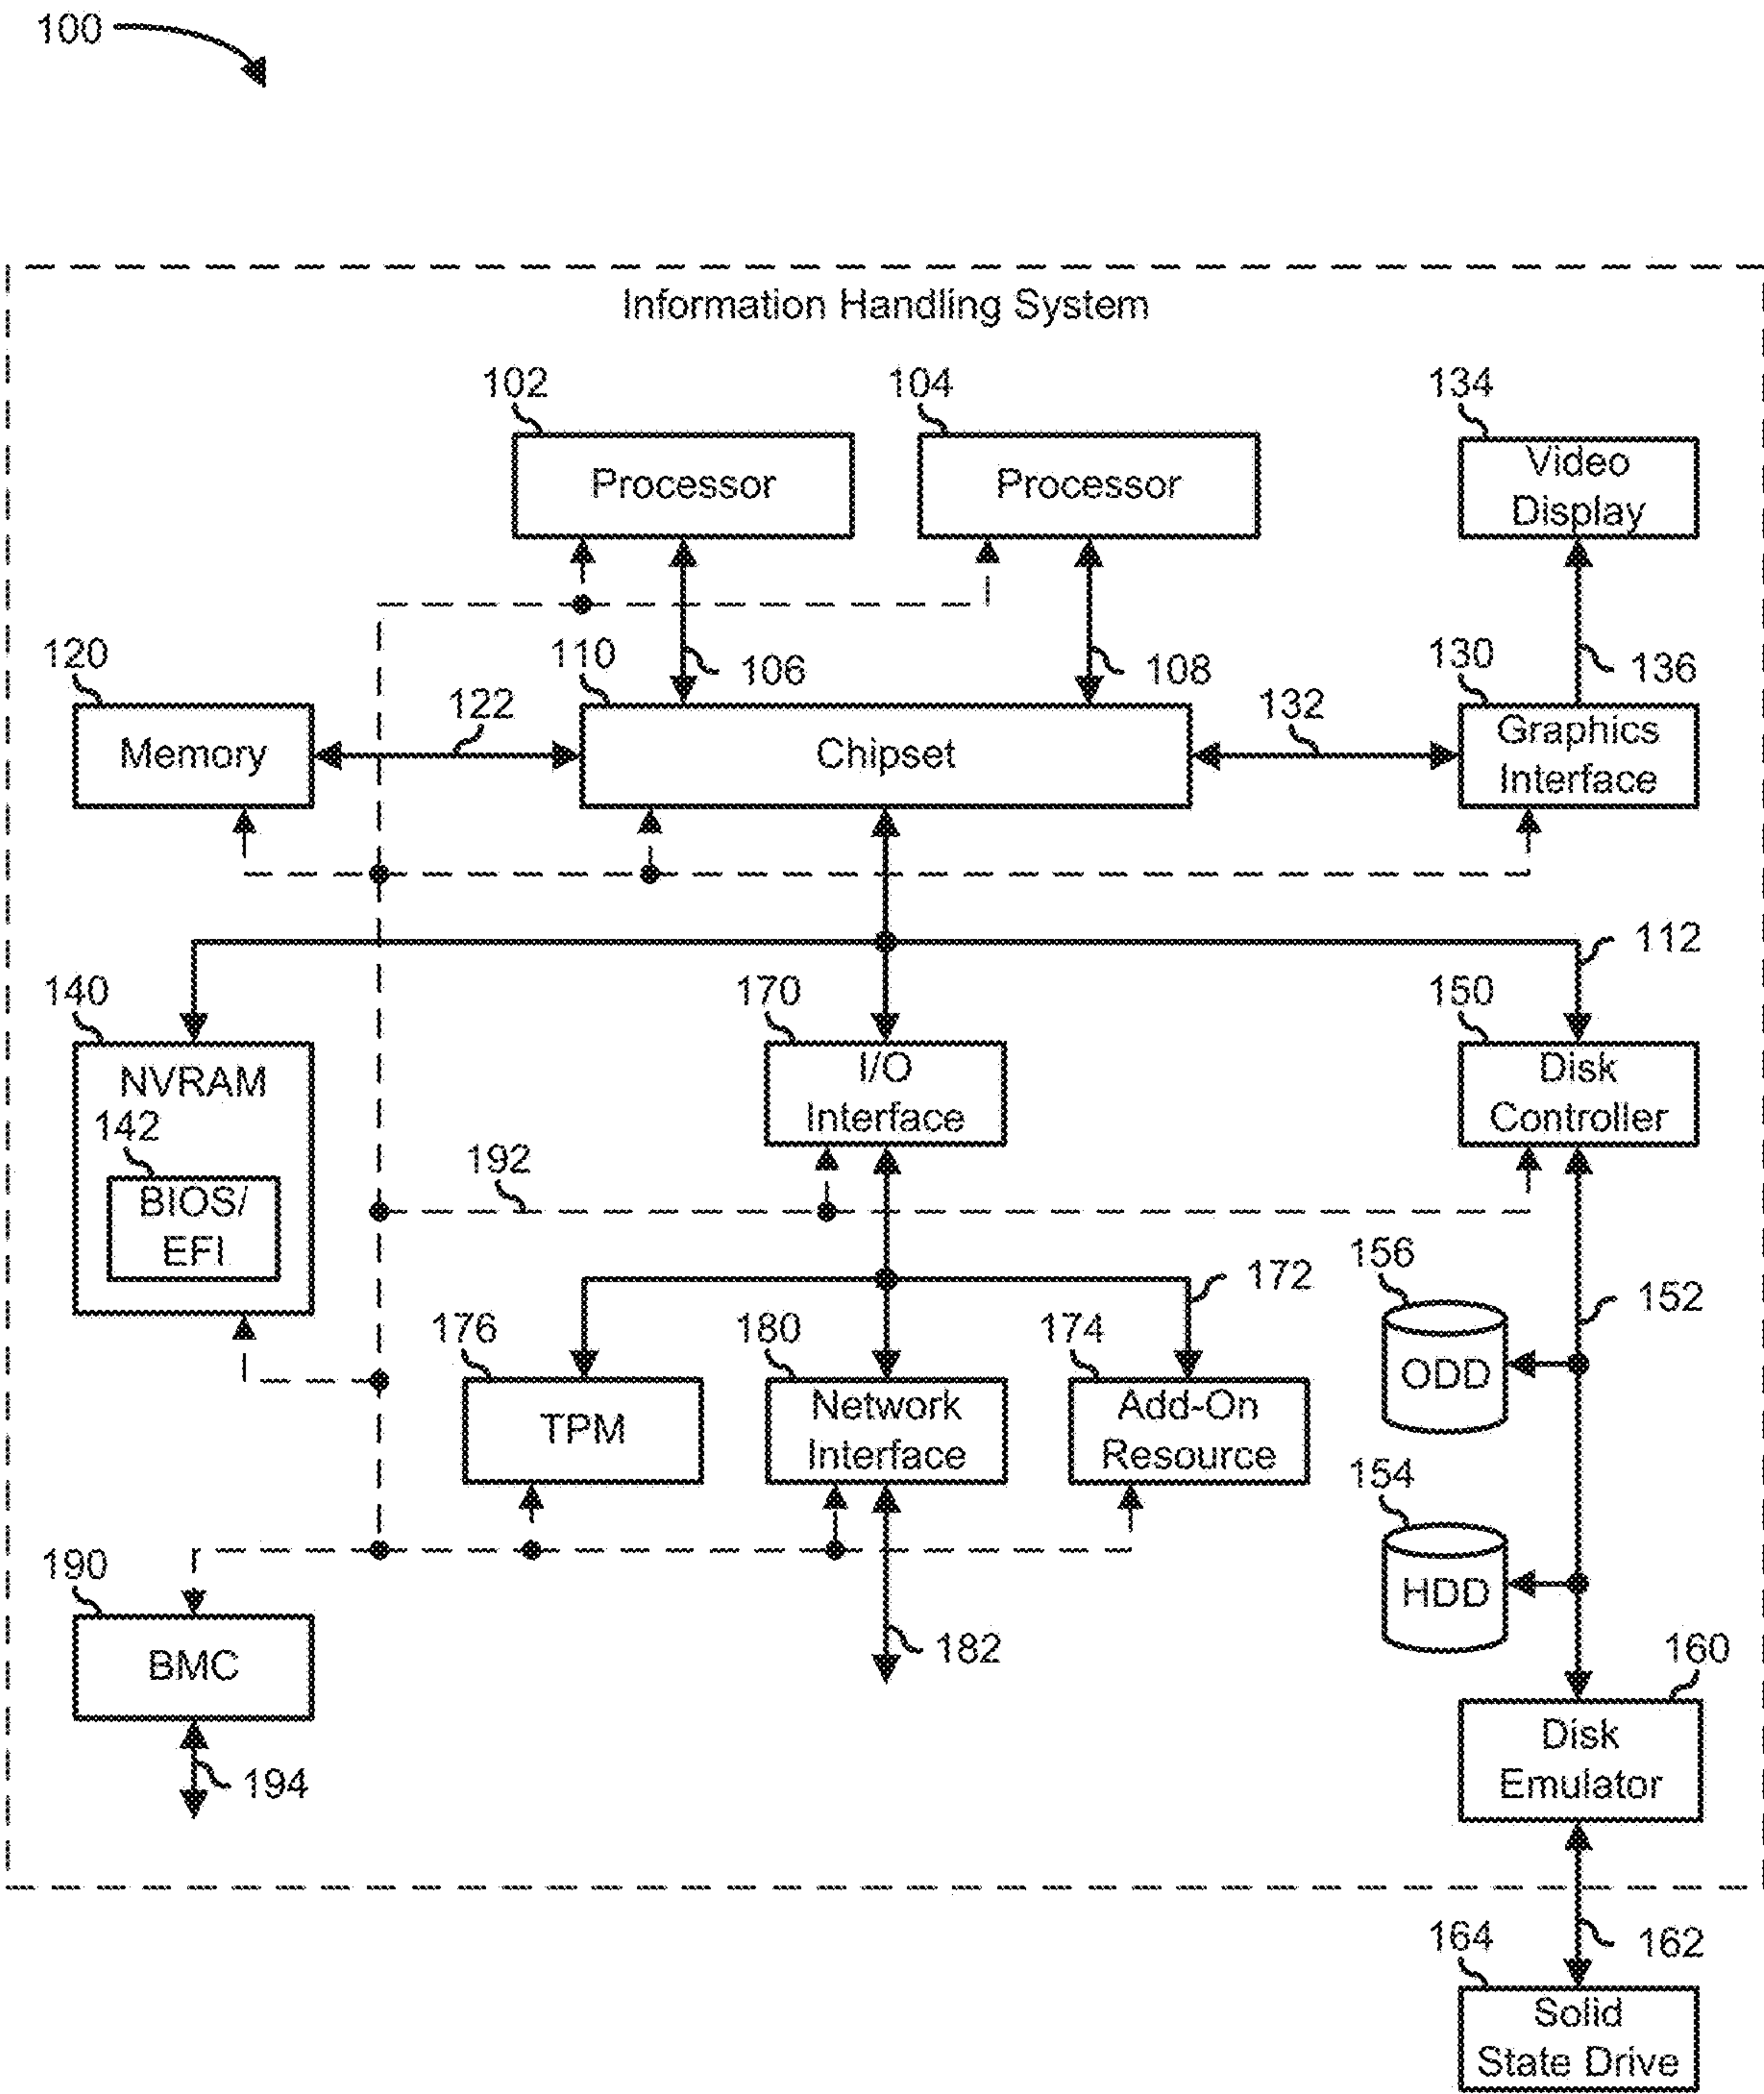 100
Information Handling System
102
104
134
Processor
Processor
Video
Display
120
110
106
108
130
136
122
132
Memory
Chipset
Graphics
Interface
112
140
170
150
NVRAM
I/O
Interface
Disk
Controller
142
BIOS/
EFI
192
156
172
152
176
180
174
ODD
TPM
Network
Interface
Add-On
Resource
154
190
HDD
182
160
BMC
Disk
Emulator
194
164
162
Solid
State Drive